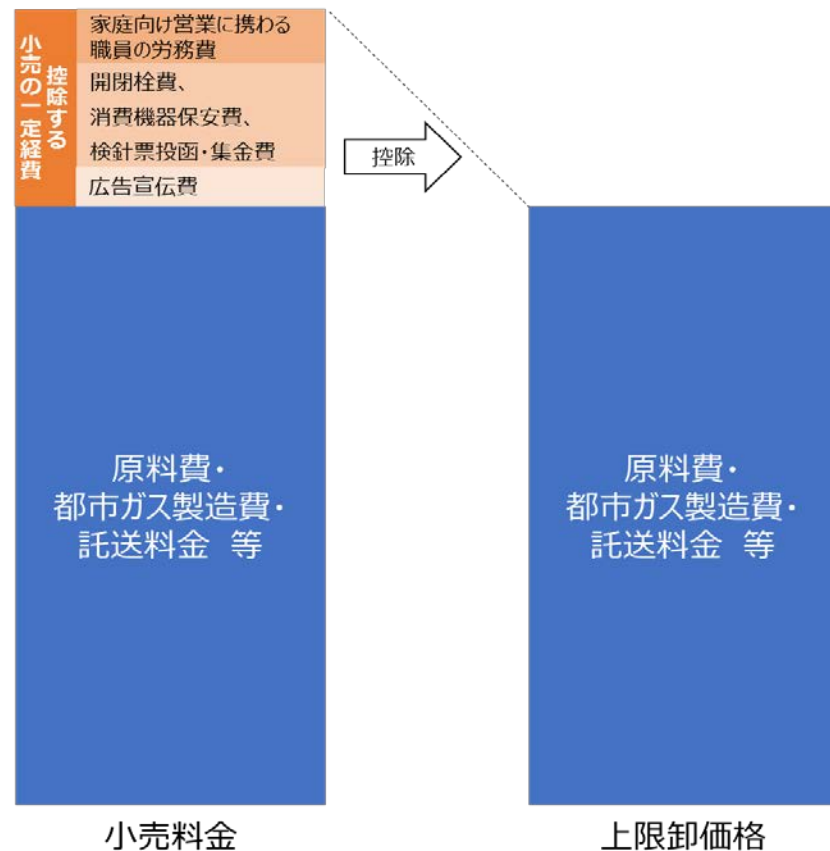 控除する
小売の一定経費
家庭向け営業に携わる
職員の労務費
開閉栓費、
消費機器保安費、
検針票投函・集金費
広告宣伝費
控除
原料費・
都市ガス製造費・
託送料金 等
原料費・
都市ガス製造費・
託送料金 等
小売料金
上限卸価格